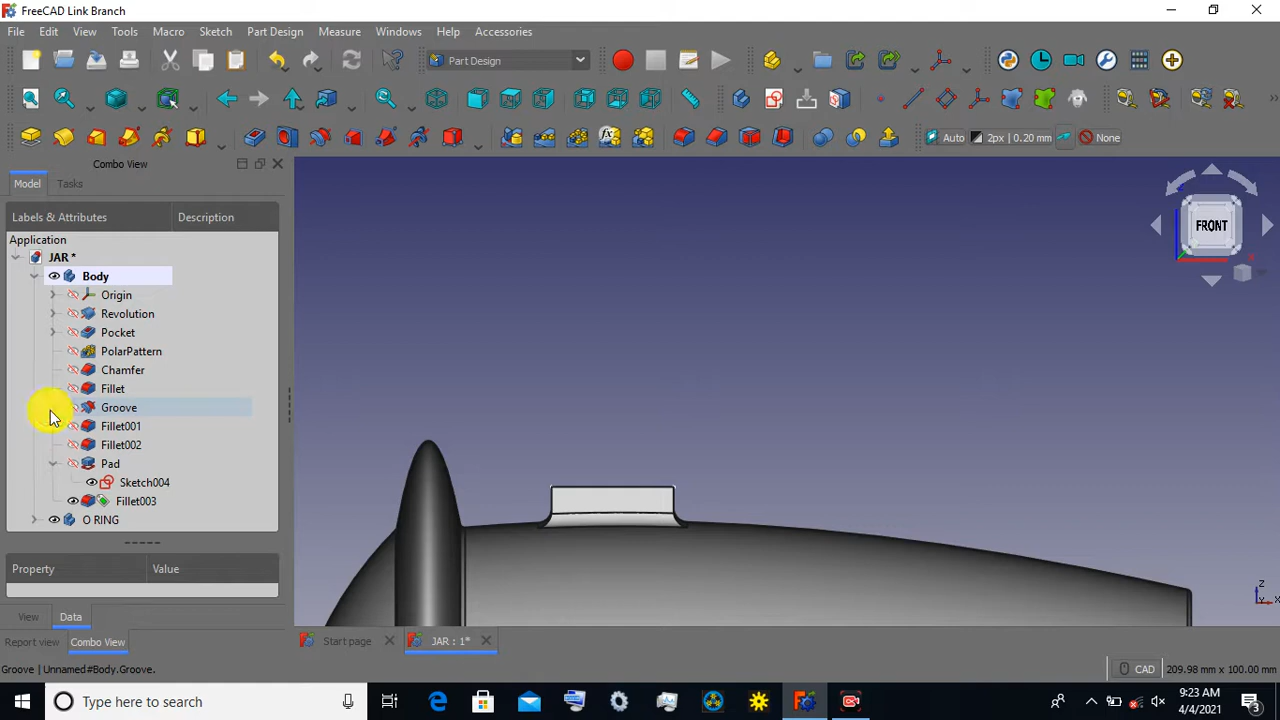 FreeCAD Link Branch
File Edit View Tools Macro Sketch Part Design Measure Windows Help Accessories
Part Design
Auto 2px | 0.20 mm None
Combo View
Model Tasks
Labels & Attributes Description
Application
JAR *
Body
Origin
Revolution
Pocket
PolarPattern
Chamfer
Fillet
Groove
Fillet001
Fillet002
Pad
Sketch004
Fillet003
O RING
Property Value
View Data
Report view Combo View
Start page JAR : 1*
FRONT
Z
X
Groove | Unnamed#Body.Groove.
CAD 209.98 mm x 100.00 mm
Type here to search
9:23 AM
4/4/2021
3